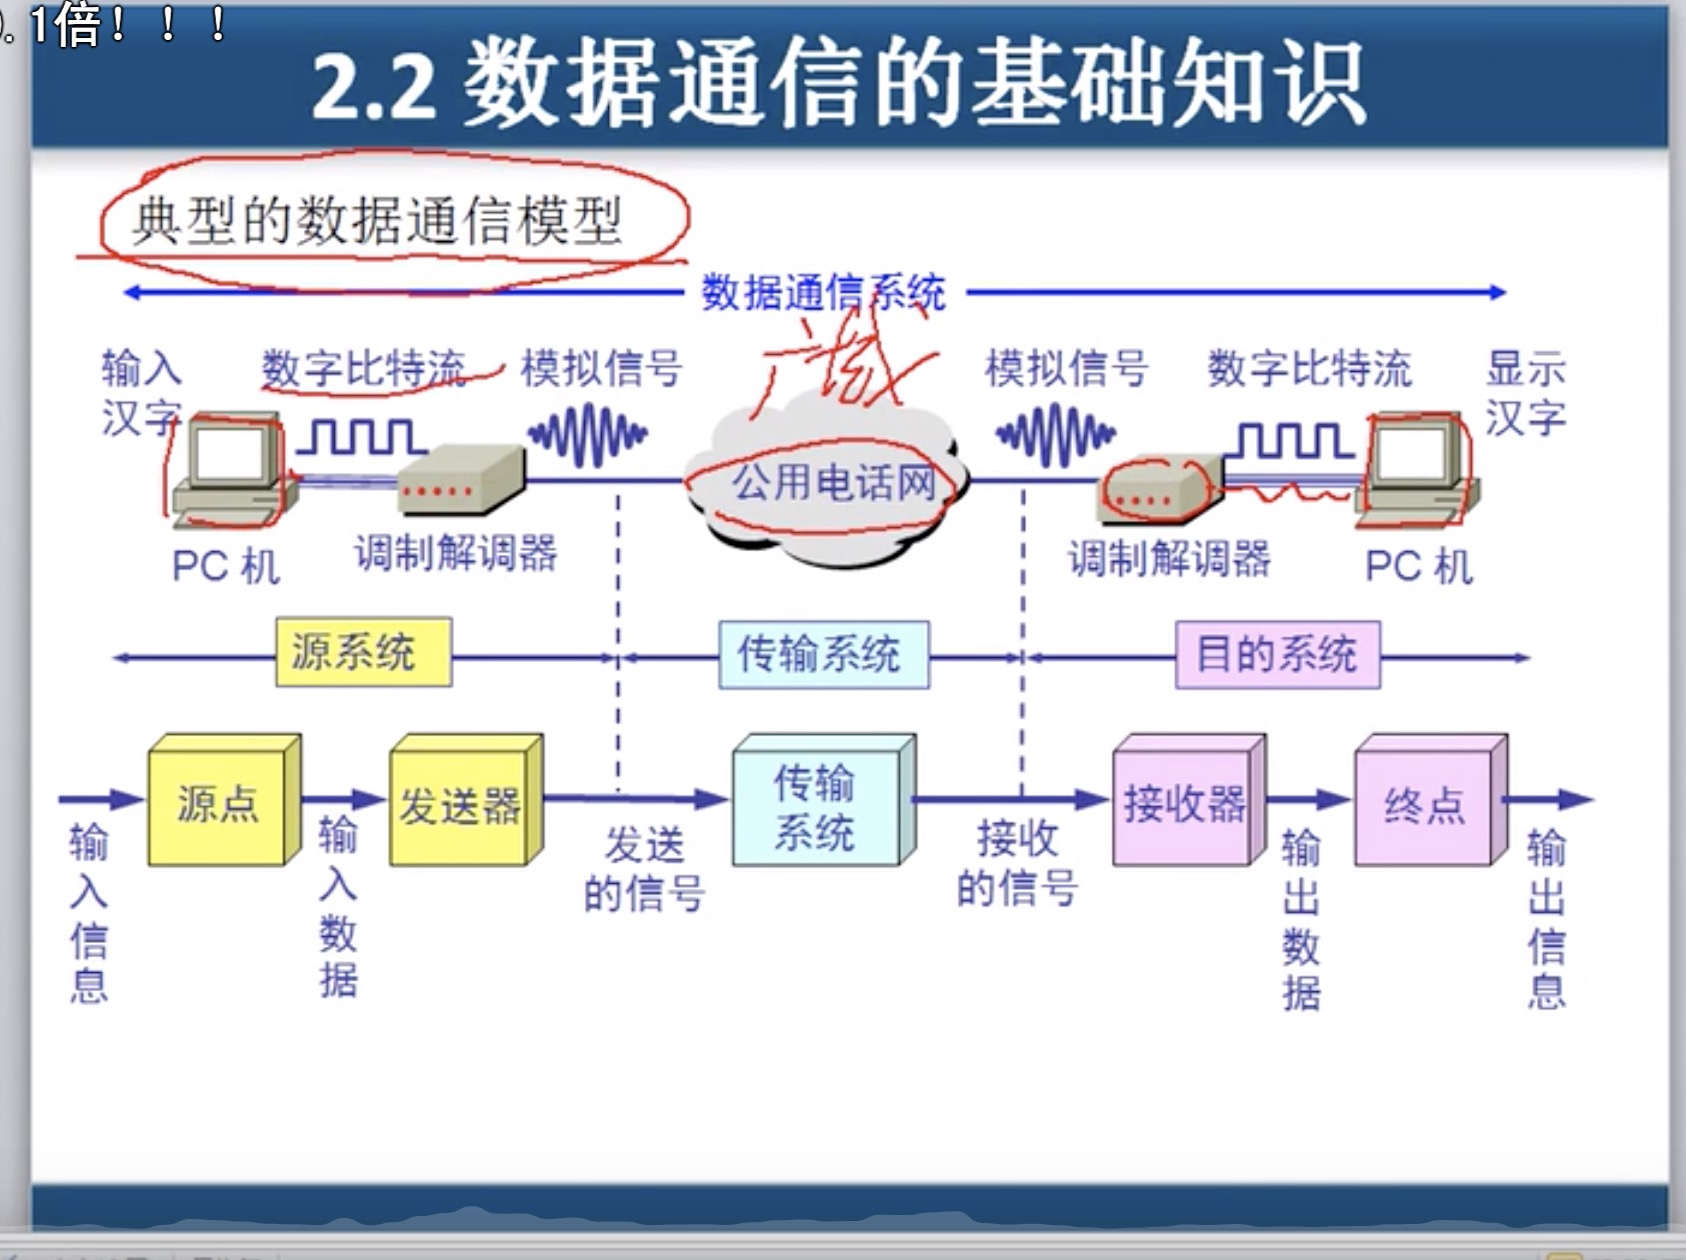 .1倍！！！
2.2 数据通信的基础知识
典型的数据通信模型
数据通信系统
广域
输入汉字
数字比特流
模拟信号
模拟信号
数字比特流
显示汉字
公用电话网
PC 机
调制解调器
调制解调器
PC 机
源系统
传输系统
目的系统
源点
发送器
传输系统
接收器
终点
输入信息
输入数据
发送的信号
接收的信号
输出数据
输出信息